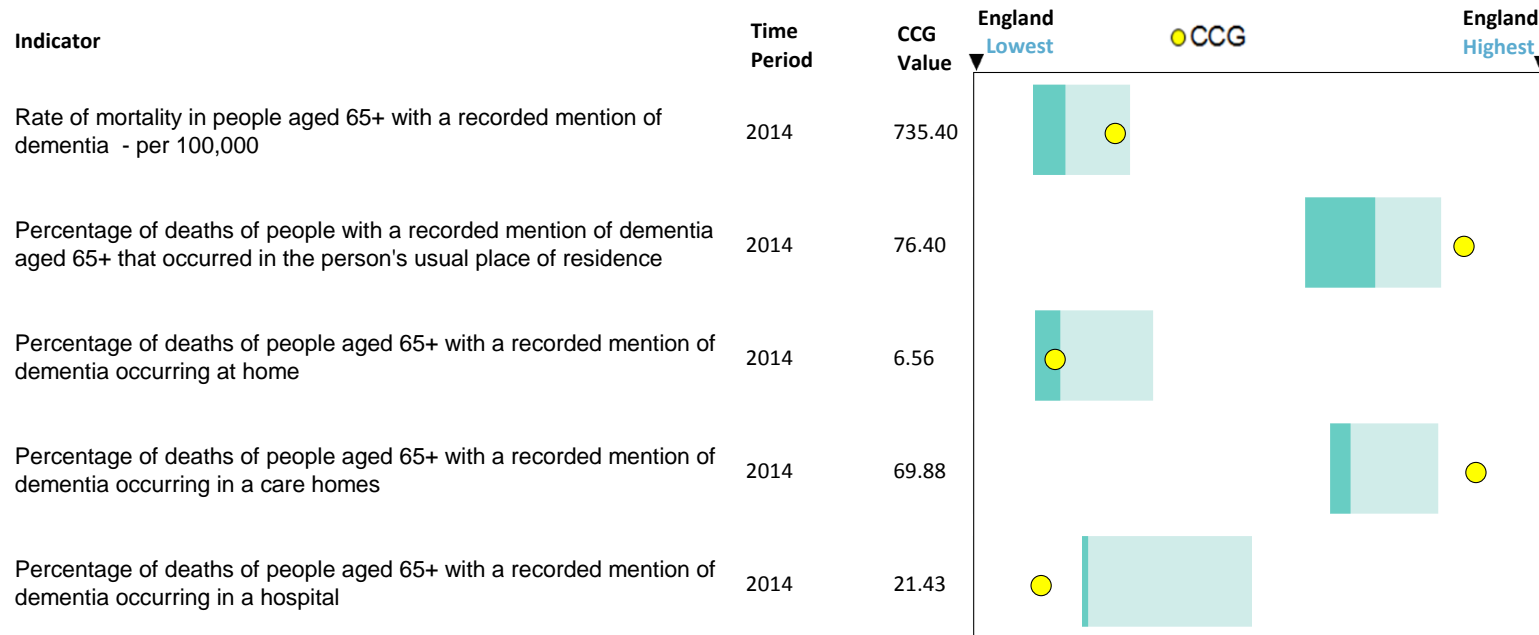 Indicator
Time
Period
CCG
Value
England
Lowest
CCG
England
Highest
Rate of mortality in people aged 65+ with a recorded mention of
dementia  - per 100,000
2014
735.40
Percentage of deaths of people with a recorded mention of dementia
aged 65+ that occurred in the person's usual place of residence
2014
76.40
Percentage of deaths of people aged 65+ with a recorded mention of
dementia occurring at home
2014
6.56
Percentage of deaths of people aged 65+ with a recorded mention of
dementia occurring in a care homes
2014
69.88
Percentage of deaths of people aged 65+ with a recorded mention of
dementia occurring in a hospital
2014
21.43